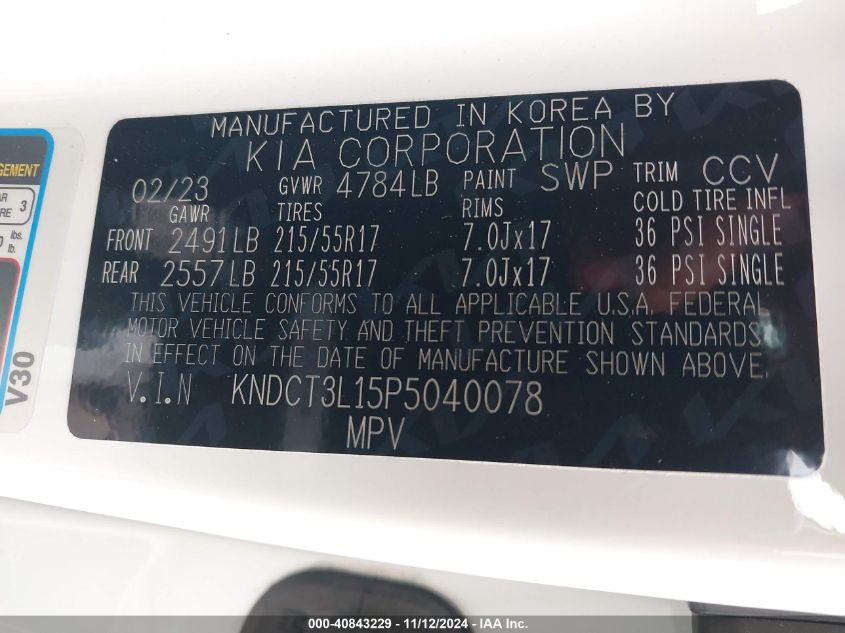 MANUFACTURED IN KOREA BY
KIA CORPORATION
02/23 GVWR 4784LB PAINT SWP TRIM CCV
GAWR TIRES RIMS COLD TIRE INFL
FRONT 2491LB 215/55R17 7.0Jx17 36 PSI SINGLE
REAR 2557LB 215/55R17 7.0Jx17 36 PSI SINGLE
THIS VEHICLE CONFORMS TO ALL APPLICABLE U.S.A. FEDERAL
MOTOR VEHICLE SAFETY AND THEFT PREVENTION STANDARDS
IN EFFECT ON THE DATE OF MANUFACTURE SHOWN ABOVE.
V.I.N KNDCT3L15P5040078
MPV
3
lbs.
lb.
V30
000-40843229 - 11/12/2024 - IAA Inc.